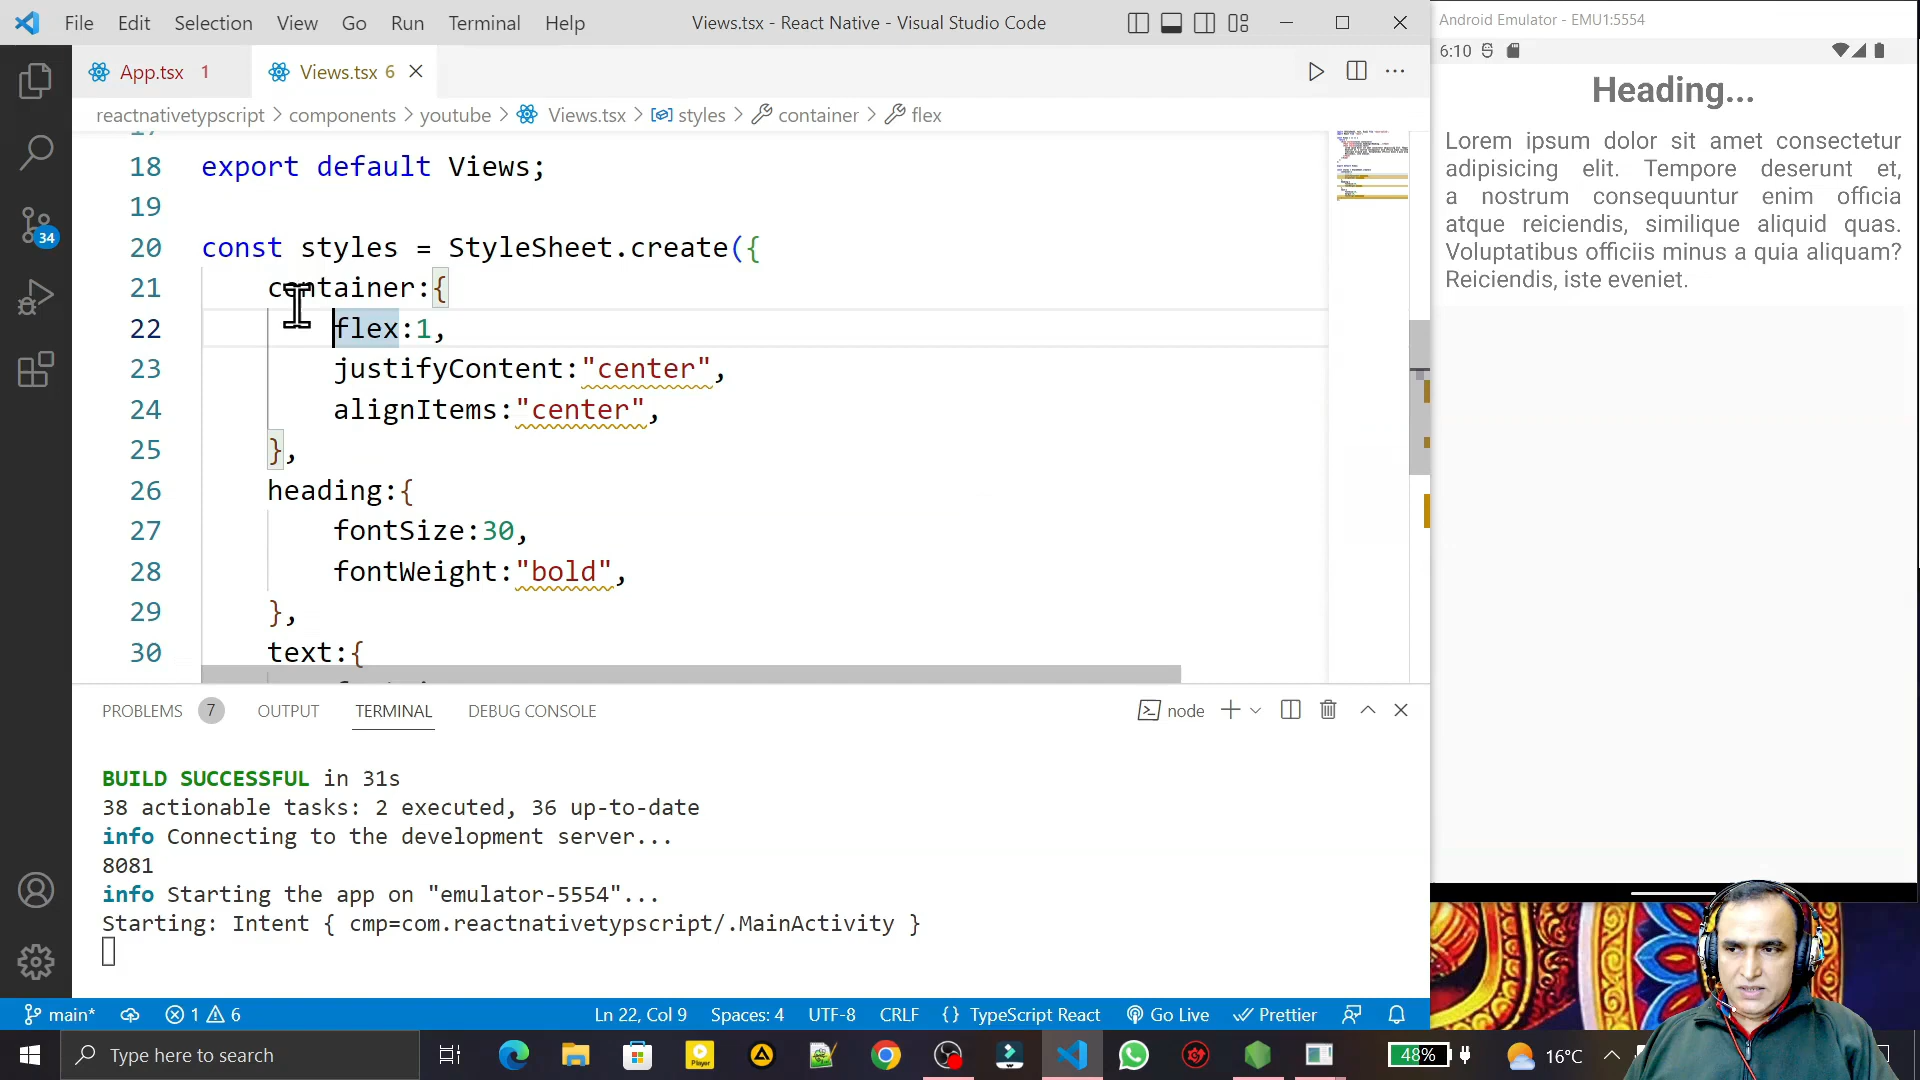 File Edit Selection View Go Run Terminal Help Views.tsx - React Native - Visual Studio Code
App.tsx 1 Views.tsx 6
reactnativetypscript > components > youtube > Views.tsx > styles > container > flex
18 export default Views;
19
20 const styles = StyleSheet.create({
21 container:{
22 flex:1,
23 justifyContent:"center",
24 alignItems:"center",
25 },
26 heading:{
27 fontSize:30,
28 fontWeight:"bold",
29 },
30 text:{
PROBLEMS 7 OUTPUT TERMINAL DEBUG CONSOLE node
BUILD SUCCESSFUL in 31s
38 actionable tasks: 2 executed, 36 up-to-date
info Connecting to the development server...
8081
info Starting the app on "emulator-5554"...
Starting: Intent { cmp=com.reactnativetypscript/.MainActivity }
34
main* 1 6 Ln 22, Col 9 Spaces: 4 UTF-8 CRLF {} TypeScript React Go Live Prettier
Type here to search Player 48% 16°C
Android Emulator - EMU1:5554
6:10
Heading...
Lorem ipsum dolor sit amet consectetur
adipisicing elit. Tempore deserunt et,
a nostrum consequuntur enim officia
atque reiciendis, similique aliquid quas.
Voluptatibus officiis minus a quia aliquam?
Reiciendis, iste eveniet.